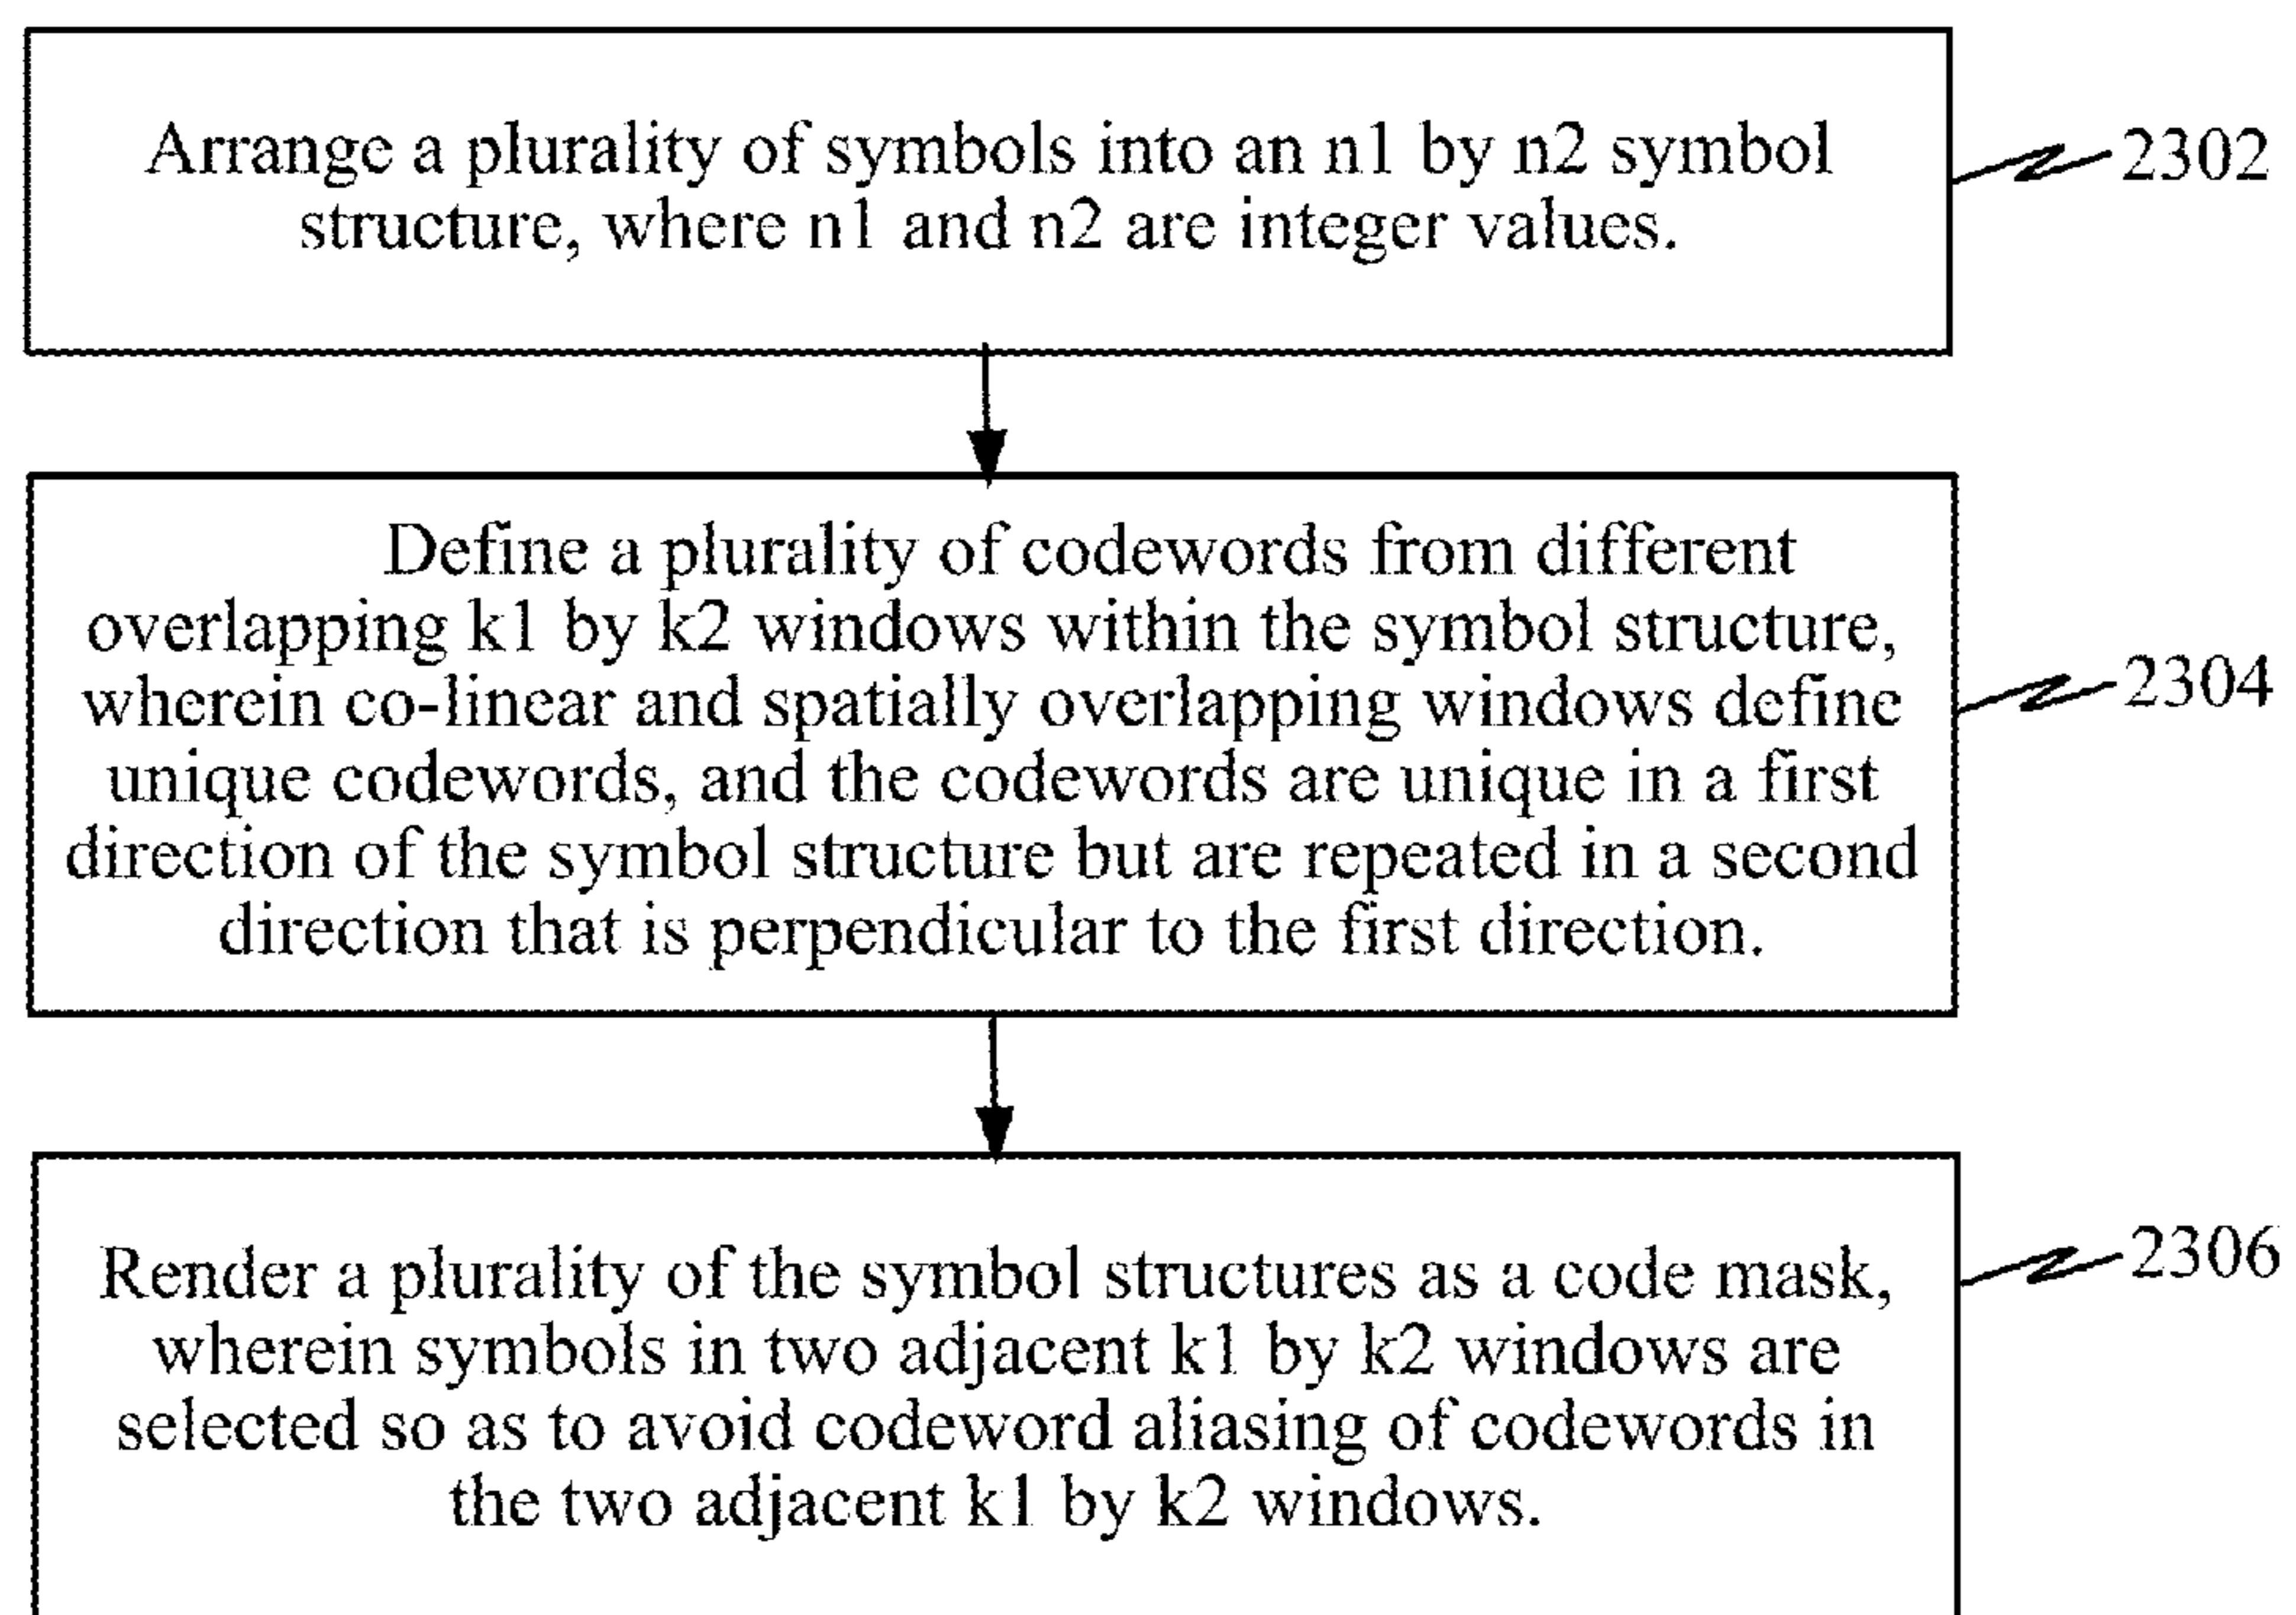 Arrange a plurality of symbols into an n1 by n2 symbol
structure, where n1 and n2 are integer values.
2302
Define a plurality of codewords from different
overlapping k1 by k2 windows within the symbol structure,
wherein co-linear and spatially overlapping windows define
unique codewords, and the codewords are unique in a first
direction of the symbol structure but are repeated in a second
direction that is perpendicular to the first direction.
2304
Render a plurality of the symbol structures as a code mask,
wherein symbols in two adjacent k1 by k2 windows are
selected so as to avoid codeword aliasing of codewords in
the two adjacent k1 by k2 windows.
2306